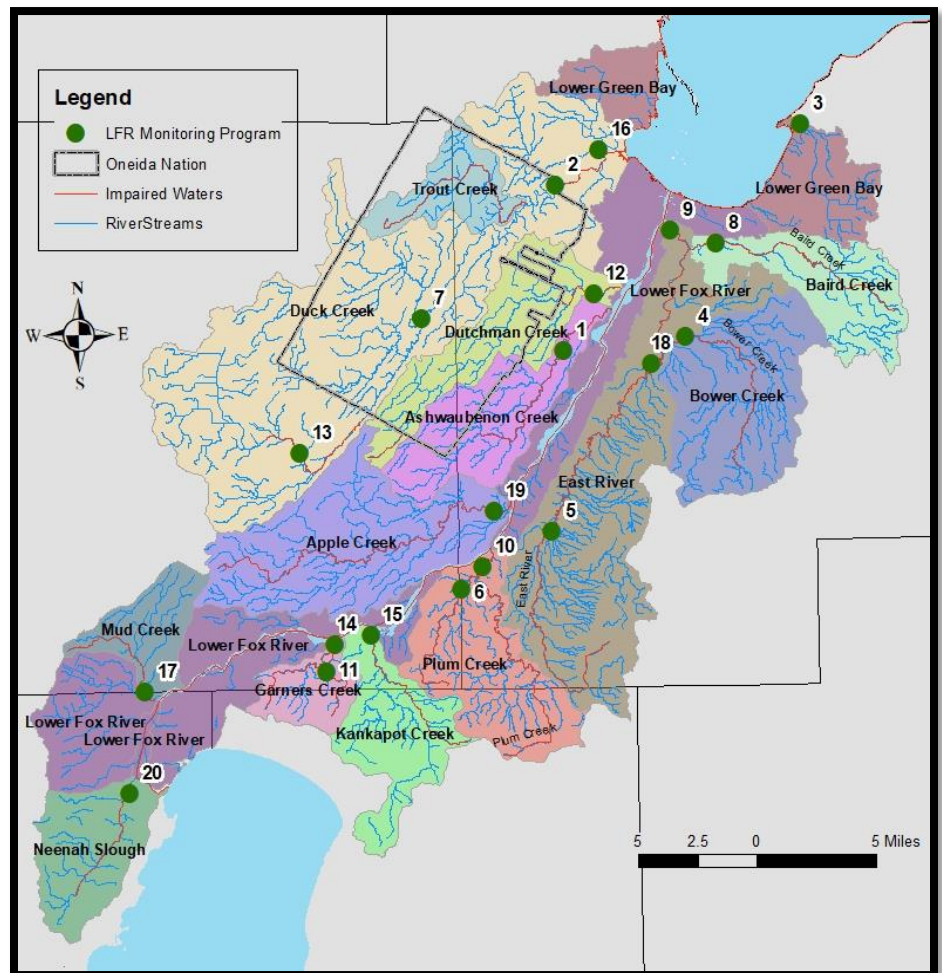 Legend
LFR Monitoring Program
Oneida Nation
Impaired Waters
RiverStreams
N
W
E
S
Lower Green Bay
3
16
2
Trout Creek
Lower Green Bay
9
8
Baird Creek
12
Lower Fox River
Baird Creek
Duck Creek
7
Dutchman Creek
1
18
4
Bower Creek
Bower Creek
Ashwaubenon Creek
13
19
East River
5
Apple Creek
10
East River
6
Mud Creek
14
15
Lower Fox River
Plum Creek
17
11
Garners Creek
Lower Fox River
Lower Fox River
Kankapot Creek
Plum Creek
20
Neenah Slough
5
2.5
0
5 Miles